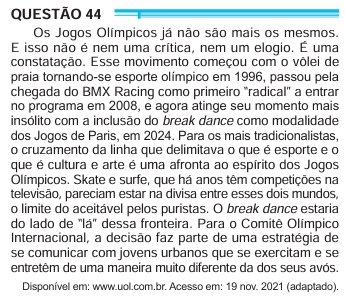 QUESTÃO 44
Os Jogos Olímpicos já não são mais os mesmos.
E isso não é nem uma crítica, nem um elogio. É uma
constatação. Esse movimento começou com o vôlei de
praia tornando-se esporte olímpico em 1996, passou pela
chegada do BMX Racing como primeiro “radical” a entrar
no programa em 2008, e agora atinge seu momento mais
insólito com a inclusão do break dance como modalidade
dos Jogos de Paris, em 2024. Para os mais tradicionalistas,
o cruzamento da linha que delimitava o que é esporte e o
que é cultura e arte é uma afronta ao espírito dos Jogos
Olímpicos. Skate e surfe, que há anos têm competições na
televisão, pareciam estar na divisa entre esses dois mundos,
o limite do aceitável pelos puristas. O break dance estaria
do lado de “lá” dessa fronteira. Para o Comitê Olímpico
Internacional, a decisão faz parte de uma estratégia de
se comunicar com jovens urbanos que se exercitam e se
entretêm de uma maneira muito diferente da dos seus avós.
Disponível em: www.uol.com.br. Acesso em: 19 nov. 2021 (adaptado).